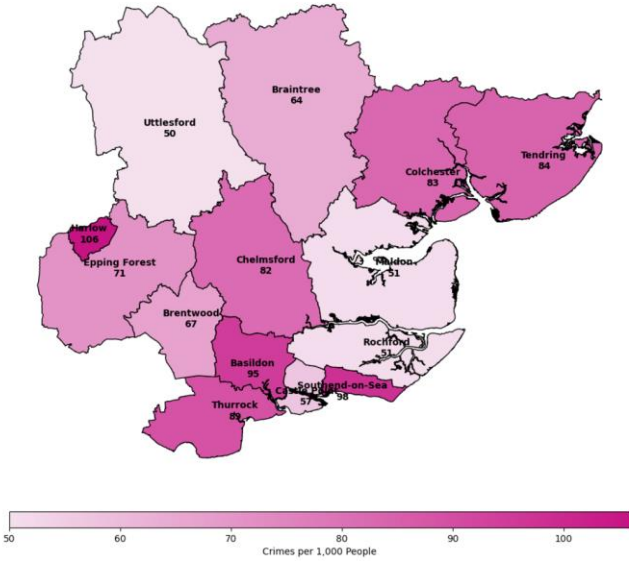 Braintree
64
Uttlesford
50
Tendring
84
Colchester
83
Harlow
106
Epping Forest
71
Chelmsford
82
Maldon
51
Brentwood
67
Rochford
51
Basildon
95
Southend-on-Sea
98
Castle Point
57
Thurrock
89
50 60 70 80 90 100
Crimes per 1,000 People